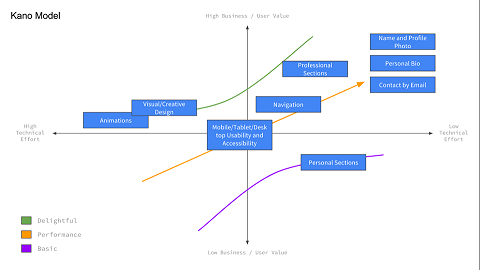 Kano Model
High Business / User Value
Name and Profile
Photo
Professional
Sections
Personal Bio
Contact by Email
Visual/Creative
Design
Navigation
Animations
High
Technical
Effort
Mobile/Tablet/Desk
top Usability and
Accessibility
Low
Technical
Effort
Personal Sections
Delightful
Performance
Basic
Low Business / User Value